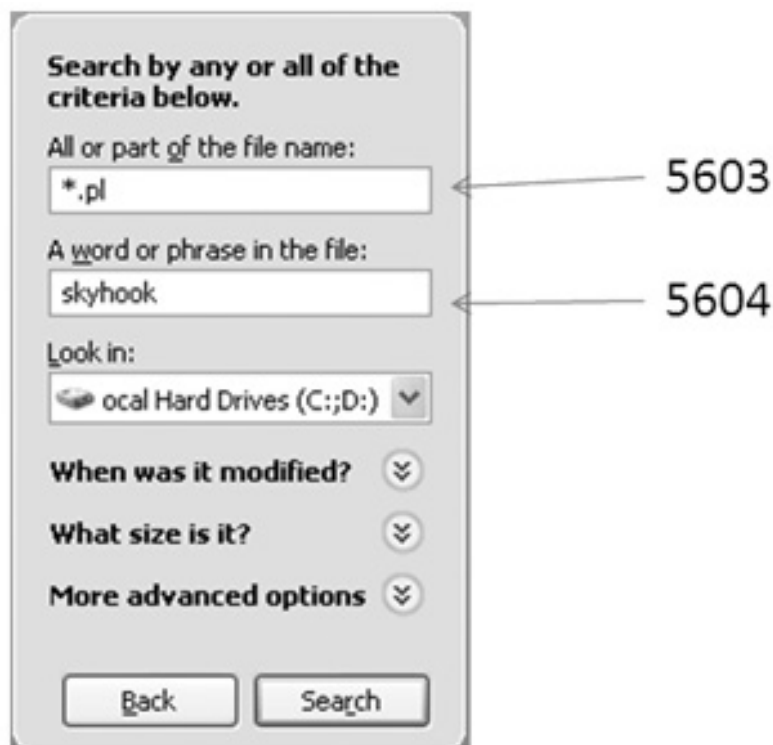 Search by any or all of the
criteria below.
All or part of the file name:
*.pl
5603
A word or phrase in the file:
skyhook
5604
Look in:
ocal Hard Drives (C:;D:)
When was it modified?
What size is it?
More advanced options
Back
Search